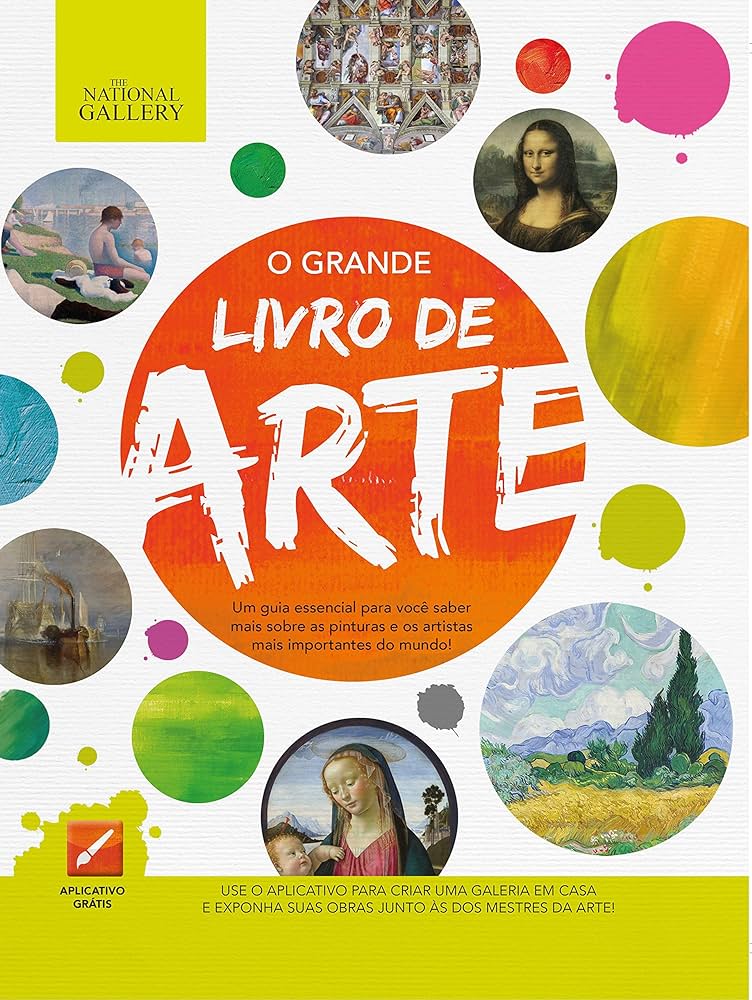 THE
NATIONAL
GALLERY
O GRANDE
LIVRO DE
ARTE
Um guia essencial para você saber
mais sobre as pinturas e os artistas
mais importantes do mundo!
APLICATIVO
GRÁTIS
USE O APLICATIVO PARA CRIAR UMA GALERIA EM CASA
E EXPONHA SUAS OBRAS JUNTO ÀS DOS MESTRES DA ARTE!